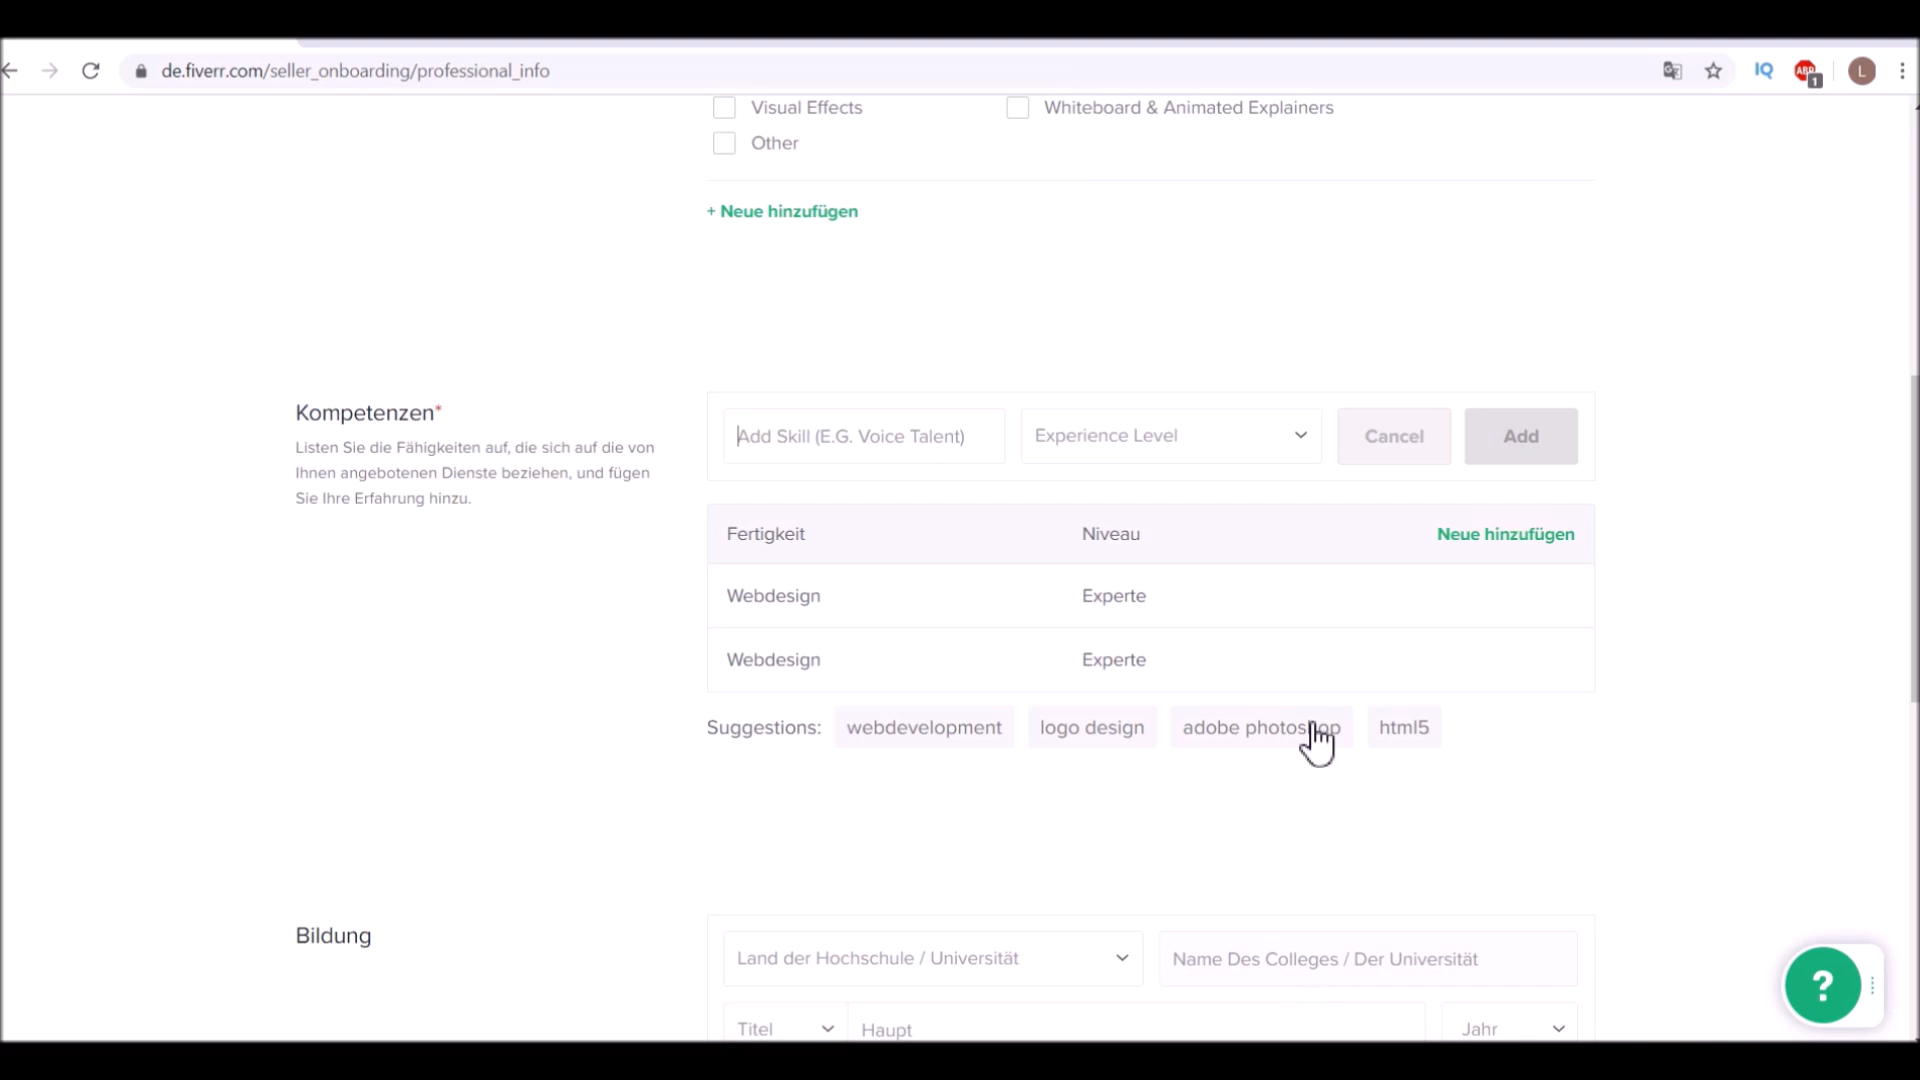 de.fiverr.com/seller_onboarding/professional_info
IQ
ABP
1
L
Visual Effects
Whiteboard & Animated Explainers
Other
+ Neue hinzufügen
Kompetenzen*
Listen Sie die Fähigkeiten auf, die sich auf die von
Ihnen angebotenen Dienste beziehen, und fügen
Sie Ihre Erfahrung hinzu.
Add Skill (E.G. Voice Talent)
Experience Level
Cancel
Add
Fertigkeit
Niveau
Neue hinzufügen
Webdesign
Experte
Webdesign
Experte
Suggestions:
webdevelopment
logo design
adobe photoshop
html5
Bildung
Land der Hochschule / Universität
Name Des Colleges / Der Universität
Titel
Haupt
Jahr
?